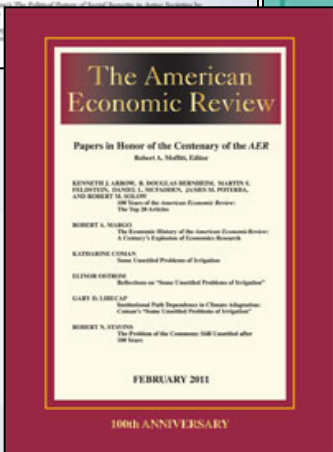 The American
Economic Review
Papers in Honor of the Centenary of the AER
Robert A. Moffitt, Editor
KENNETH J. ARROW, B. DOUGLAS BERNHEIM, MARTIN S.
FELDSTEIN, DANIEL L. MCFADDEN, JAMES M. POTERBA,
AND ROBERT M. SOLOW
100 Years of the American Economic Review:
The Top 20 Articles
ROBERT A. MARGO
The Economic History of the American Economic Review:
A Century's Explosion of Economics Research
KATHARINE COMAN
Some Unsettled Problems of Irrigation
ELINOR OSTROM
Reflections on "Some Unsettled Problems of Irrigation"
GARY D. LIBECAP
Institutional Path Dependence in Climate Adaptation:
Coman's "Some Unsettled Problems of Irrigation"
ROBERT N. STAVINS
The Problem of the Commons: Still Unsettled after
100 Years
FEBRUARY 2011
100th ANNIVERSARY